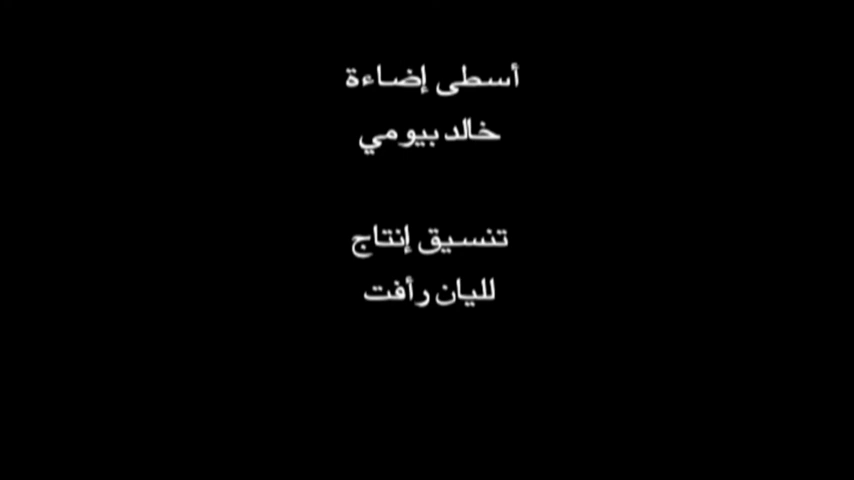 أسطى إضاءة
خالد بيومي
تنسيق إنتاج
لليان رأفت